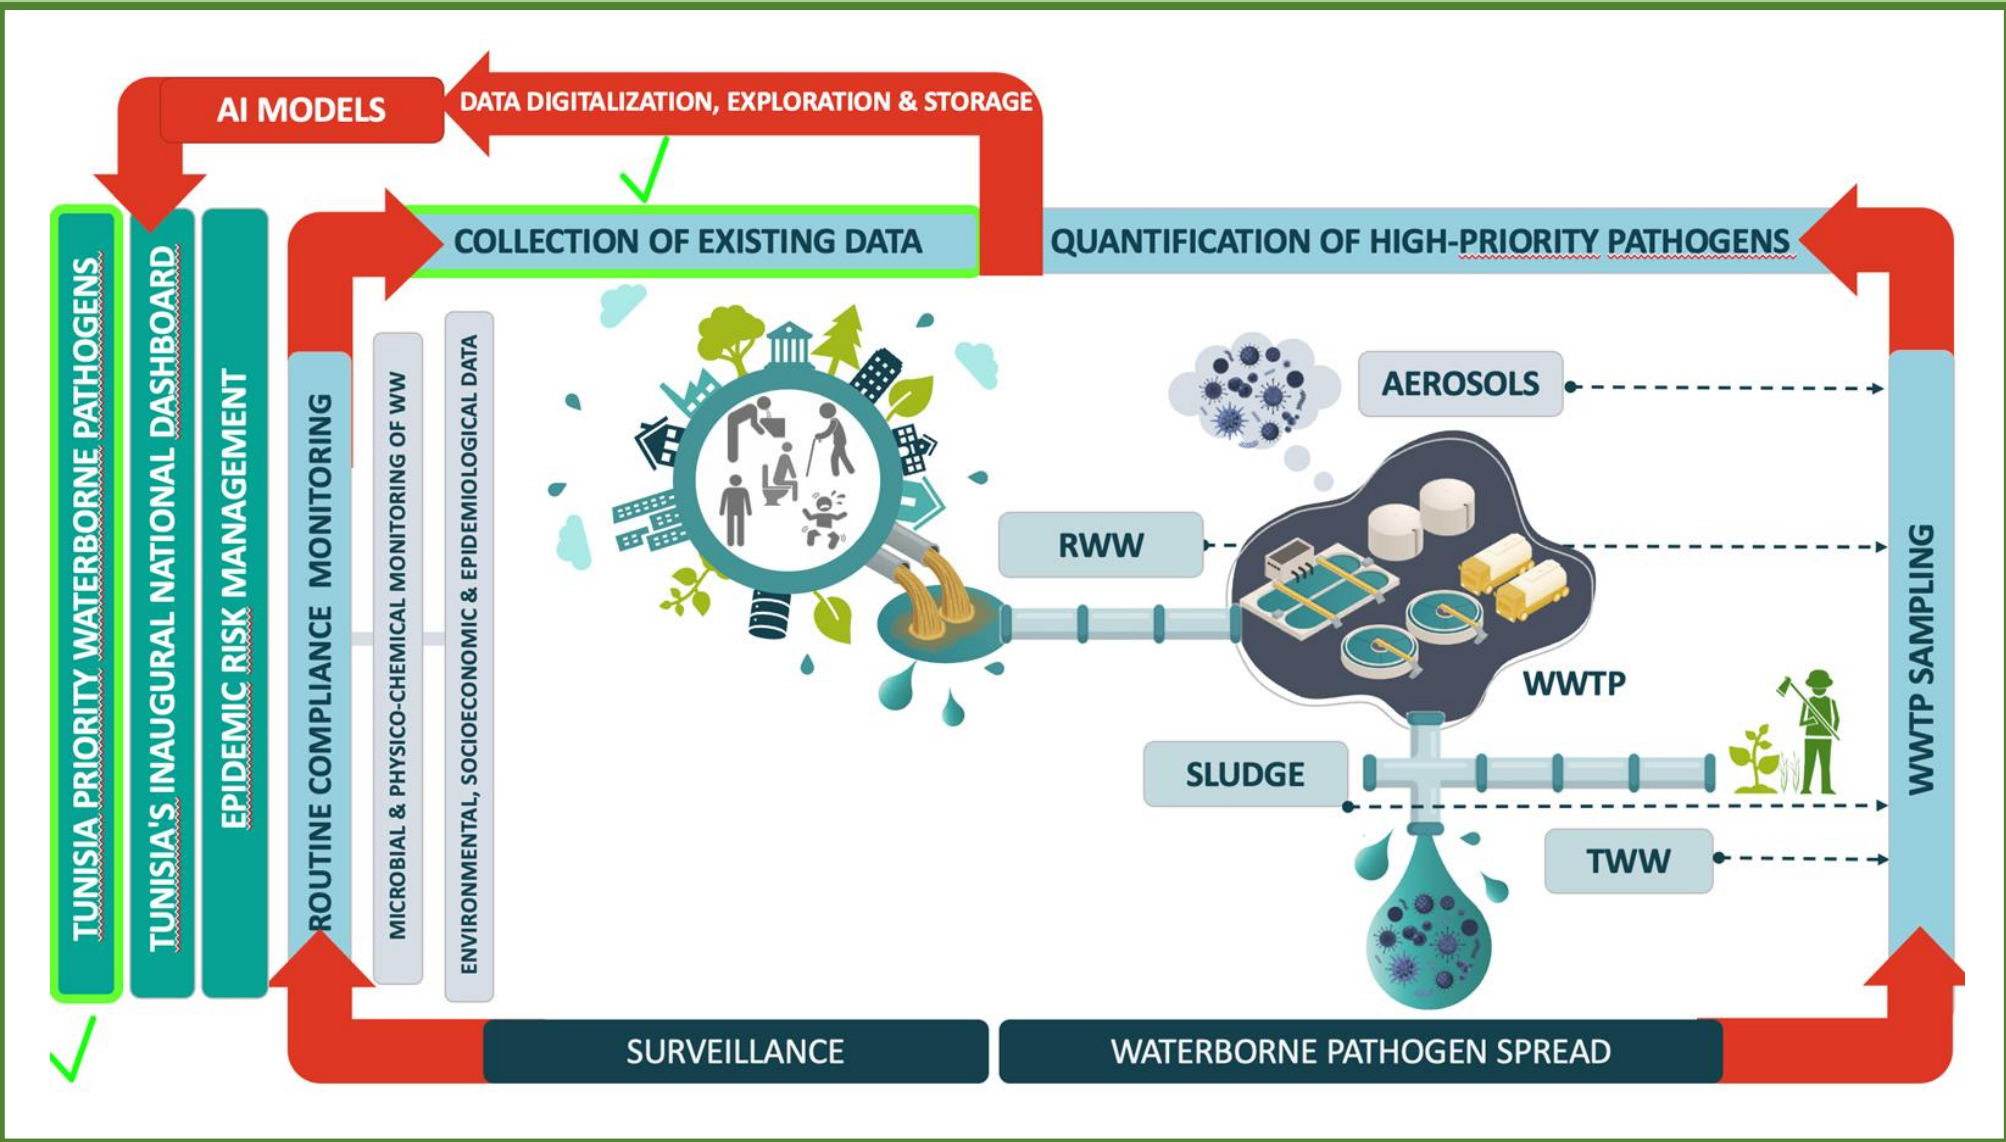 AI MODELS
DATA DIGITALIZATION, EXPLORATION & STORAGE
TUNISIA PRIORITY WATERBORNE PATHOGENS
TUNISIA'S INAUGURAL NATIONAL DASHBOARD
EPIDEMIC RISK MANAGEMENT
ROUTINE COMPLIANCE MONITORING
MICROBIAL & PHYSICO-CHEMICAL MONITORING OF WW
ENVIRONMENTAL, SOCIOECONOMIC & EPIDEMIOLOGICAL DATA
COLLECTION OF EXISTING DATA
QUANTIFICATION OF HIGH-PRIORITY PATHOGENS
AEROSOLS
RWW
WWTP
SLUDGE
TWW
WWTP SAMPLING
SURVEILLANCE
WATERBORNE PATHOGEN SPREAD